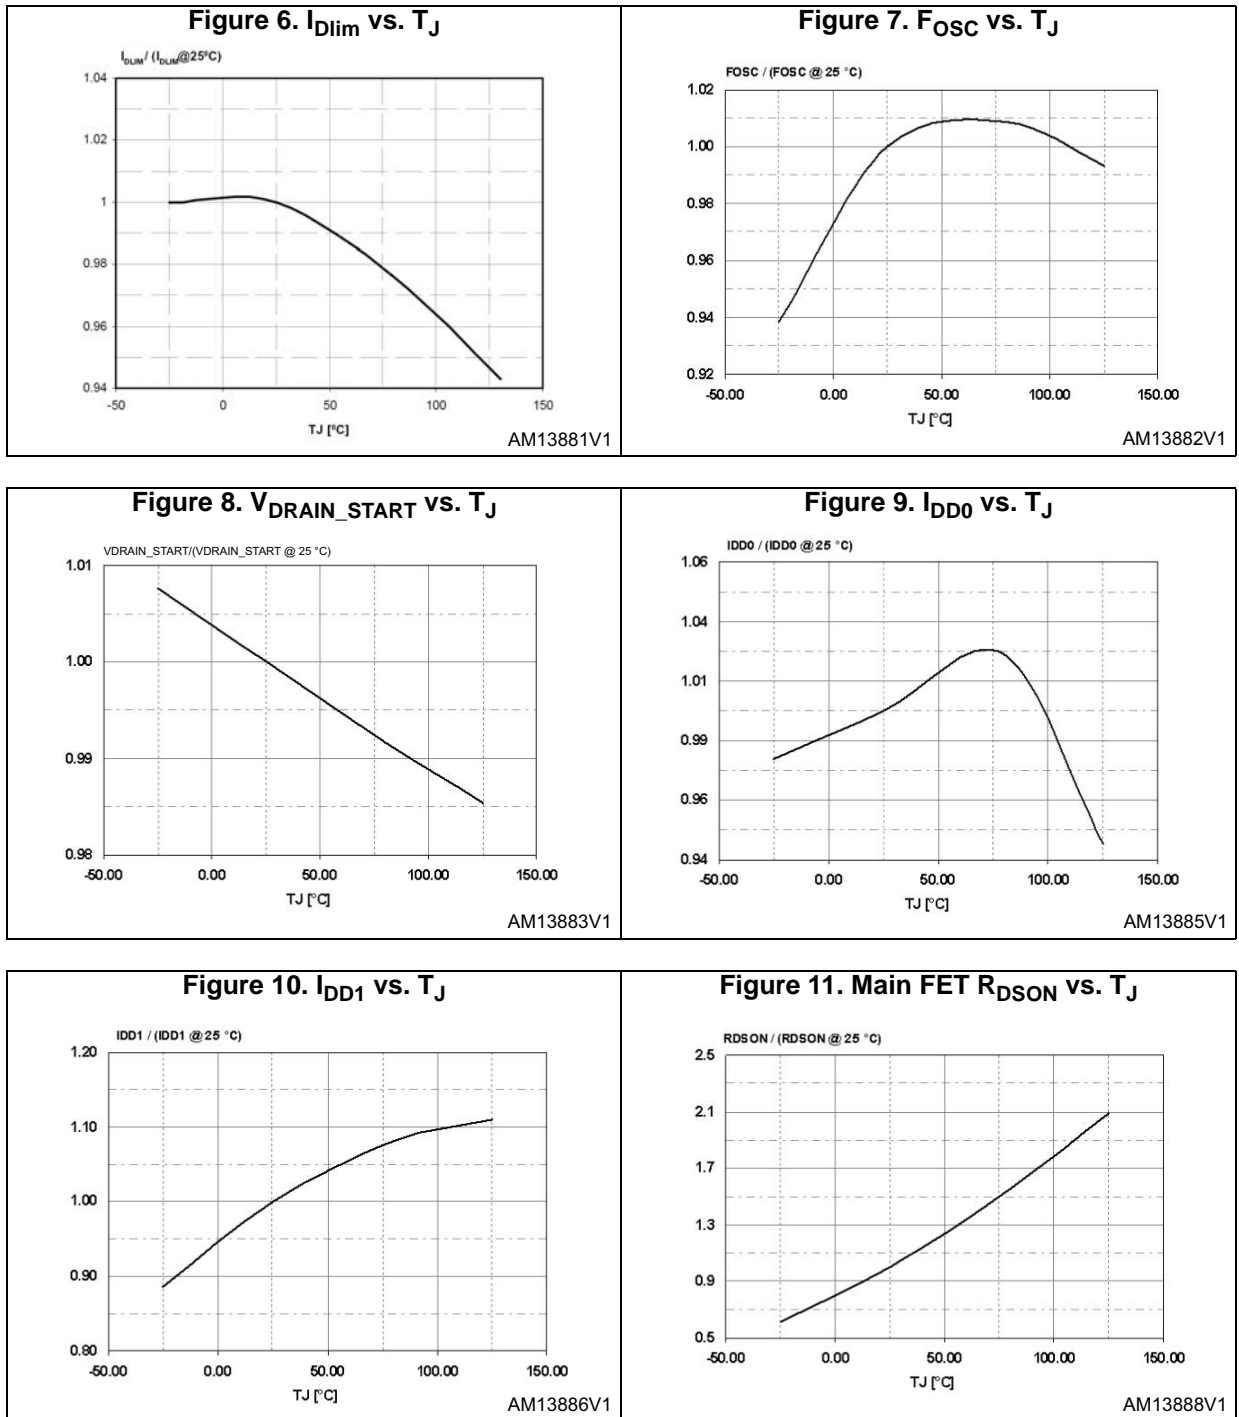 Figure 6. IDlim vs. TJ
IDLIM / (IDLIM@25ºC)
1.04
1.02
1
0.98
0.96
0.94
-50 0 50 100 150
TJ [ºC]
AM13881V1
Figure 7. FOSC vs. TJ
FOSC / (FOSC @ 25 °C)
1.02
1.00
0.98
0.96
0.94
0.92
-50.00 0.00 50.00 100.00 150.00
TJ [°C]
AM13882V1
Figure 8. VDRAIN_START vs. TJ
VDRAIN_START/(VDRAIN_START @ 25 °C)
1.01
1.00
0.99
0.98
-50.00 0.00 50.00 100.00 150.00
TJ [°C]
AM13883V1
Figure 9. IDD0 vs. TJ
IDD0 / (IDD0 @ 25 °C)
1.06
1.04
1.01
0.99
0.96
0.94
-50.00 0.00 50.00 100.00 150.00
TJ [°C]
AM13885V1
Figure 10. IDD1 vs. TJ
IDD1 / (IDD1 @ 25 °C)
1.20
1.10
1.00
0.90
0.80
-50.00 0.00 50.00 100.00 150.00
TJ [°C]
AM13886V1
Figure 11. Main FET RDSON vs. TJ
RDSON / (RDSON @ 25 °C)
2.5
2.1
1.7
1.3
0.9
0.5
-50.00 0.00 50.00 100.00 150.00
TJ [°C]
AM13888V1